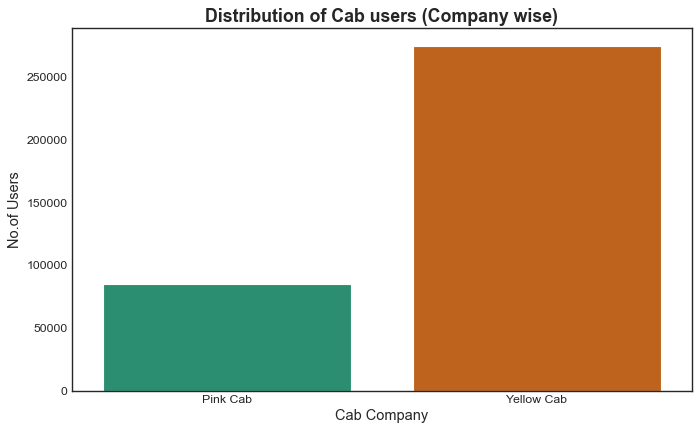 Distribution of Cab users (Company wise)
250000
200000
150000
100000
50000
0
No.of Users
Pink Cab
Yellow Cab
Cab Company